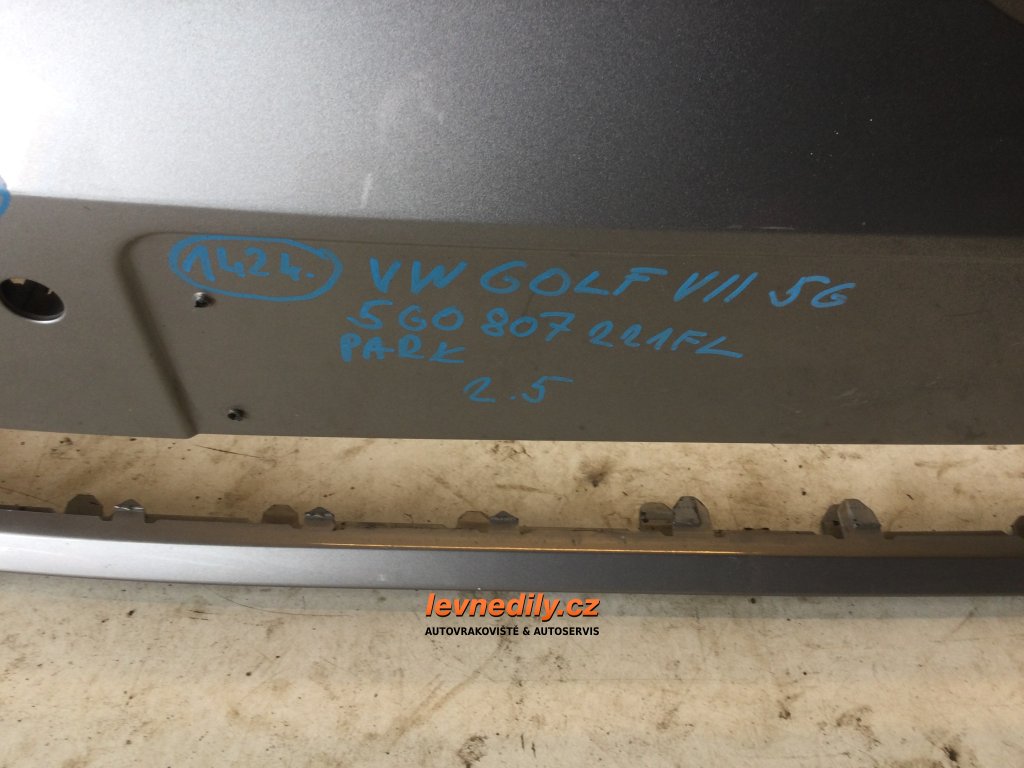 1424. VW GOLF VII 5G
5G0 807 221FL
PARK
2.5
levnedily.cz
AUTOVRAKOVIŠTĚ & AUTOSERVIS